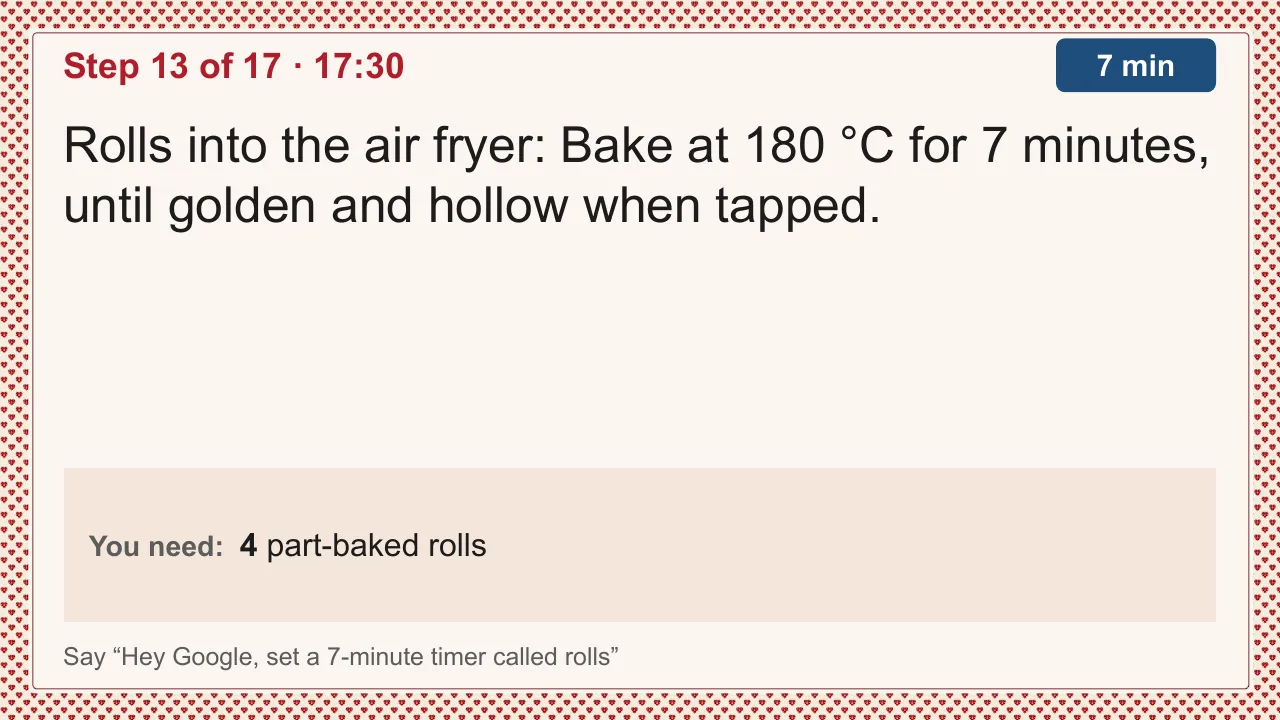 Step 13 of 17 · 17:30
7 min
Rolls into the air fryer: Bake at 180 °C for 7 minutes,
until golden and hollow when tapped.
You need: 4 part-baked rolls
Say “Hey Google, set a 7-minute timer called rolls”